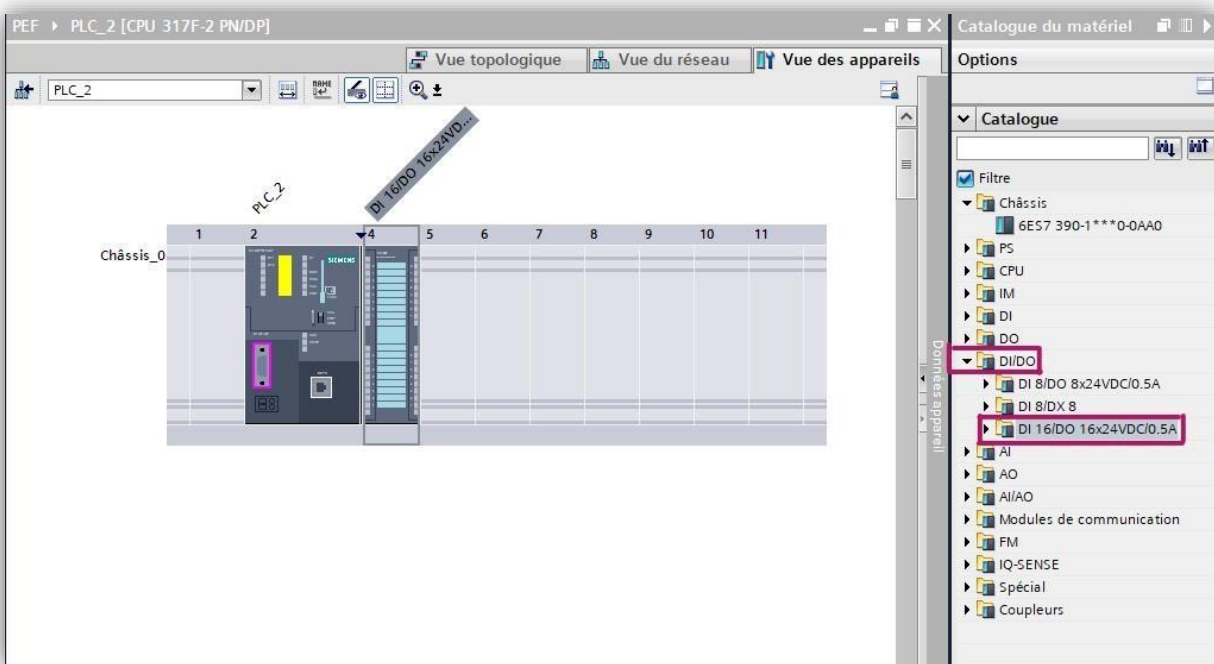 PEF ▸ PLC_2 [CPU 317F-2 PN/DP]
Catalogue du matériel
Vue topologique
Vue du réseau
Vue des appareils
Options
PLC_2
NAME
Catalogue
DI 16/DO 16x24VD...
PLC_2
Filtre
Châssis
6ES7 390-1***0-0AA0
1 2 4 5 6 7 8 9 10 11
Châssis_0
SIEMENS
PS
CPU
IM
DI
DO
DI/DO
DI 8/DO 8x24VDC/0.5A
DI 8/DX 8
DI 16/DO 16x24VDC/0.5A
AI
AO
AI/AO
Modules de communication
FM
IQ-SENSE
Spécial
Coupleurs
Données appareil